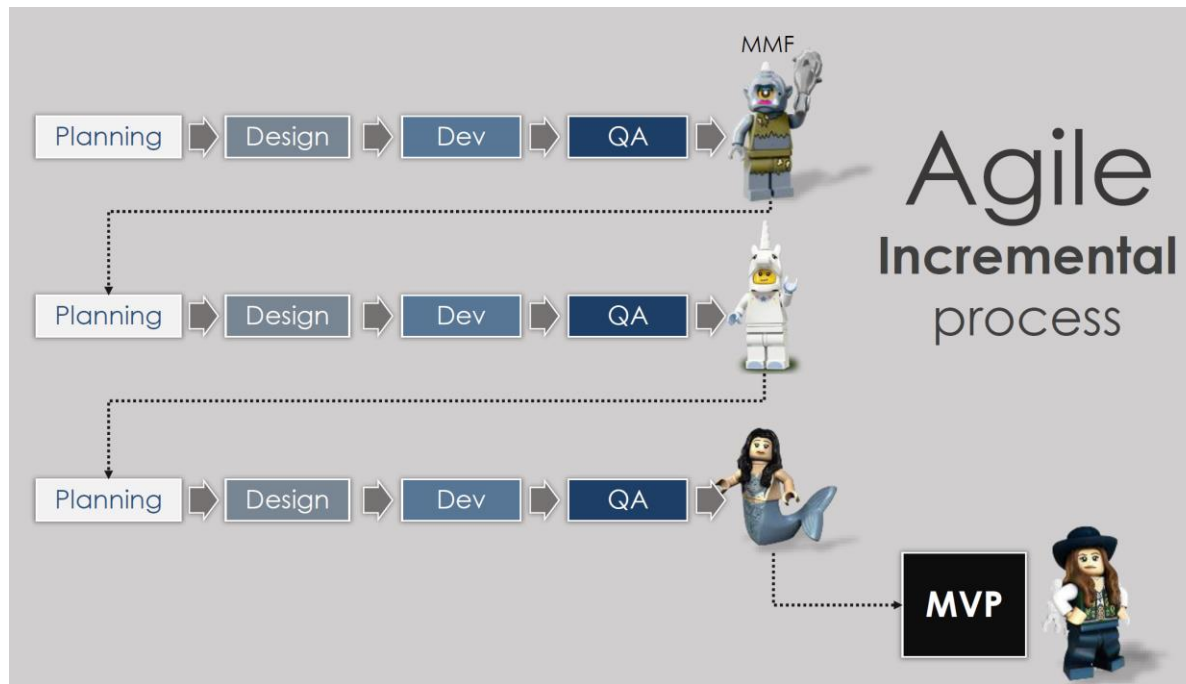 MMF
Planning Design Dev QA
Agile
Incremental
process
Planning Design Dev QA
Planning Design Dev QA
MVP